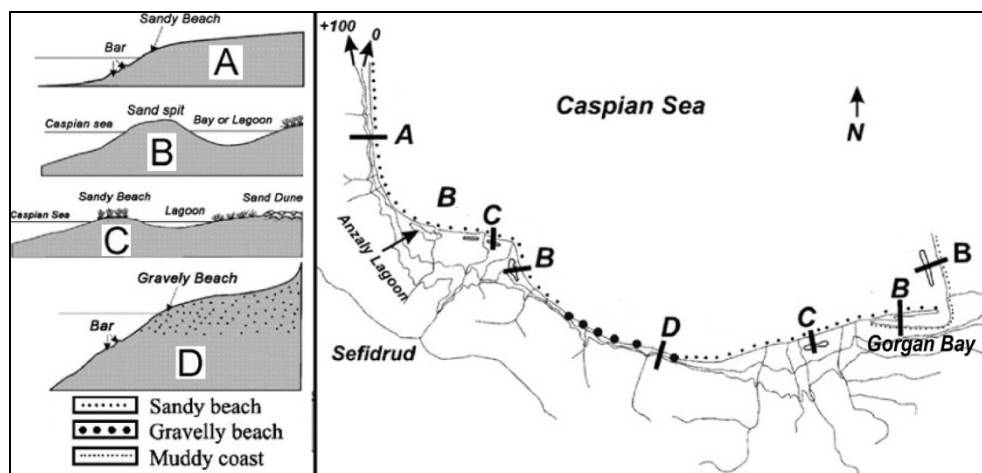 Sandy Beach
Bar
A
Sand spit
Caspian sea
Bay or Lagoon
B
Sandy Beach
Sand Dune
Caspian Sea
Lagoon
C
Gravely Beach
Bar
D
Sandy beach
Gravelly beach
Muddy coast
+100
0
Caspian Sea
N
A
B
C
Anzaly Lagoon
B
B
B
C
D
Gorgan Bay
Sefidrud